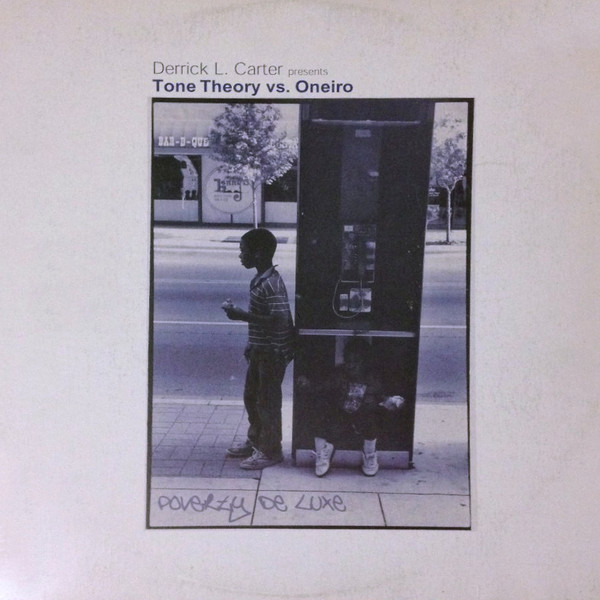 Derrick L. Carter presents
Tone Theory vs. Oneiro
BAR-B-QUE
Poverty De Luxe